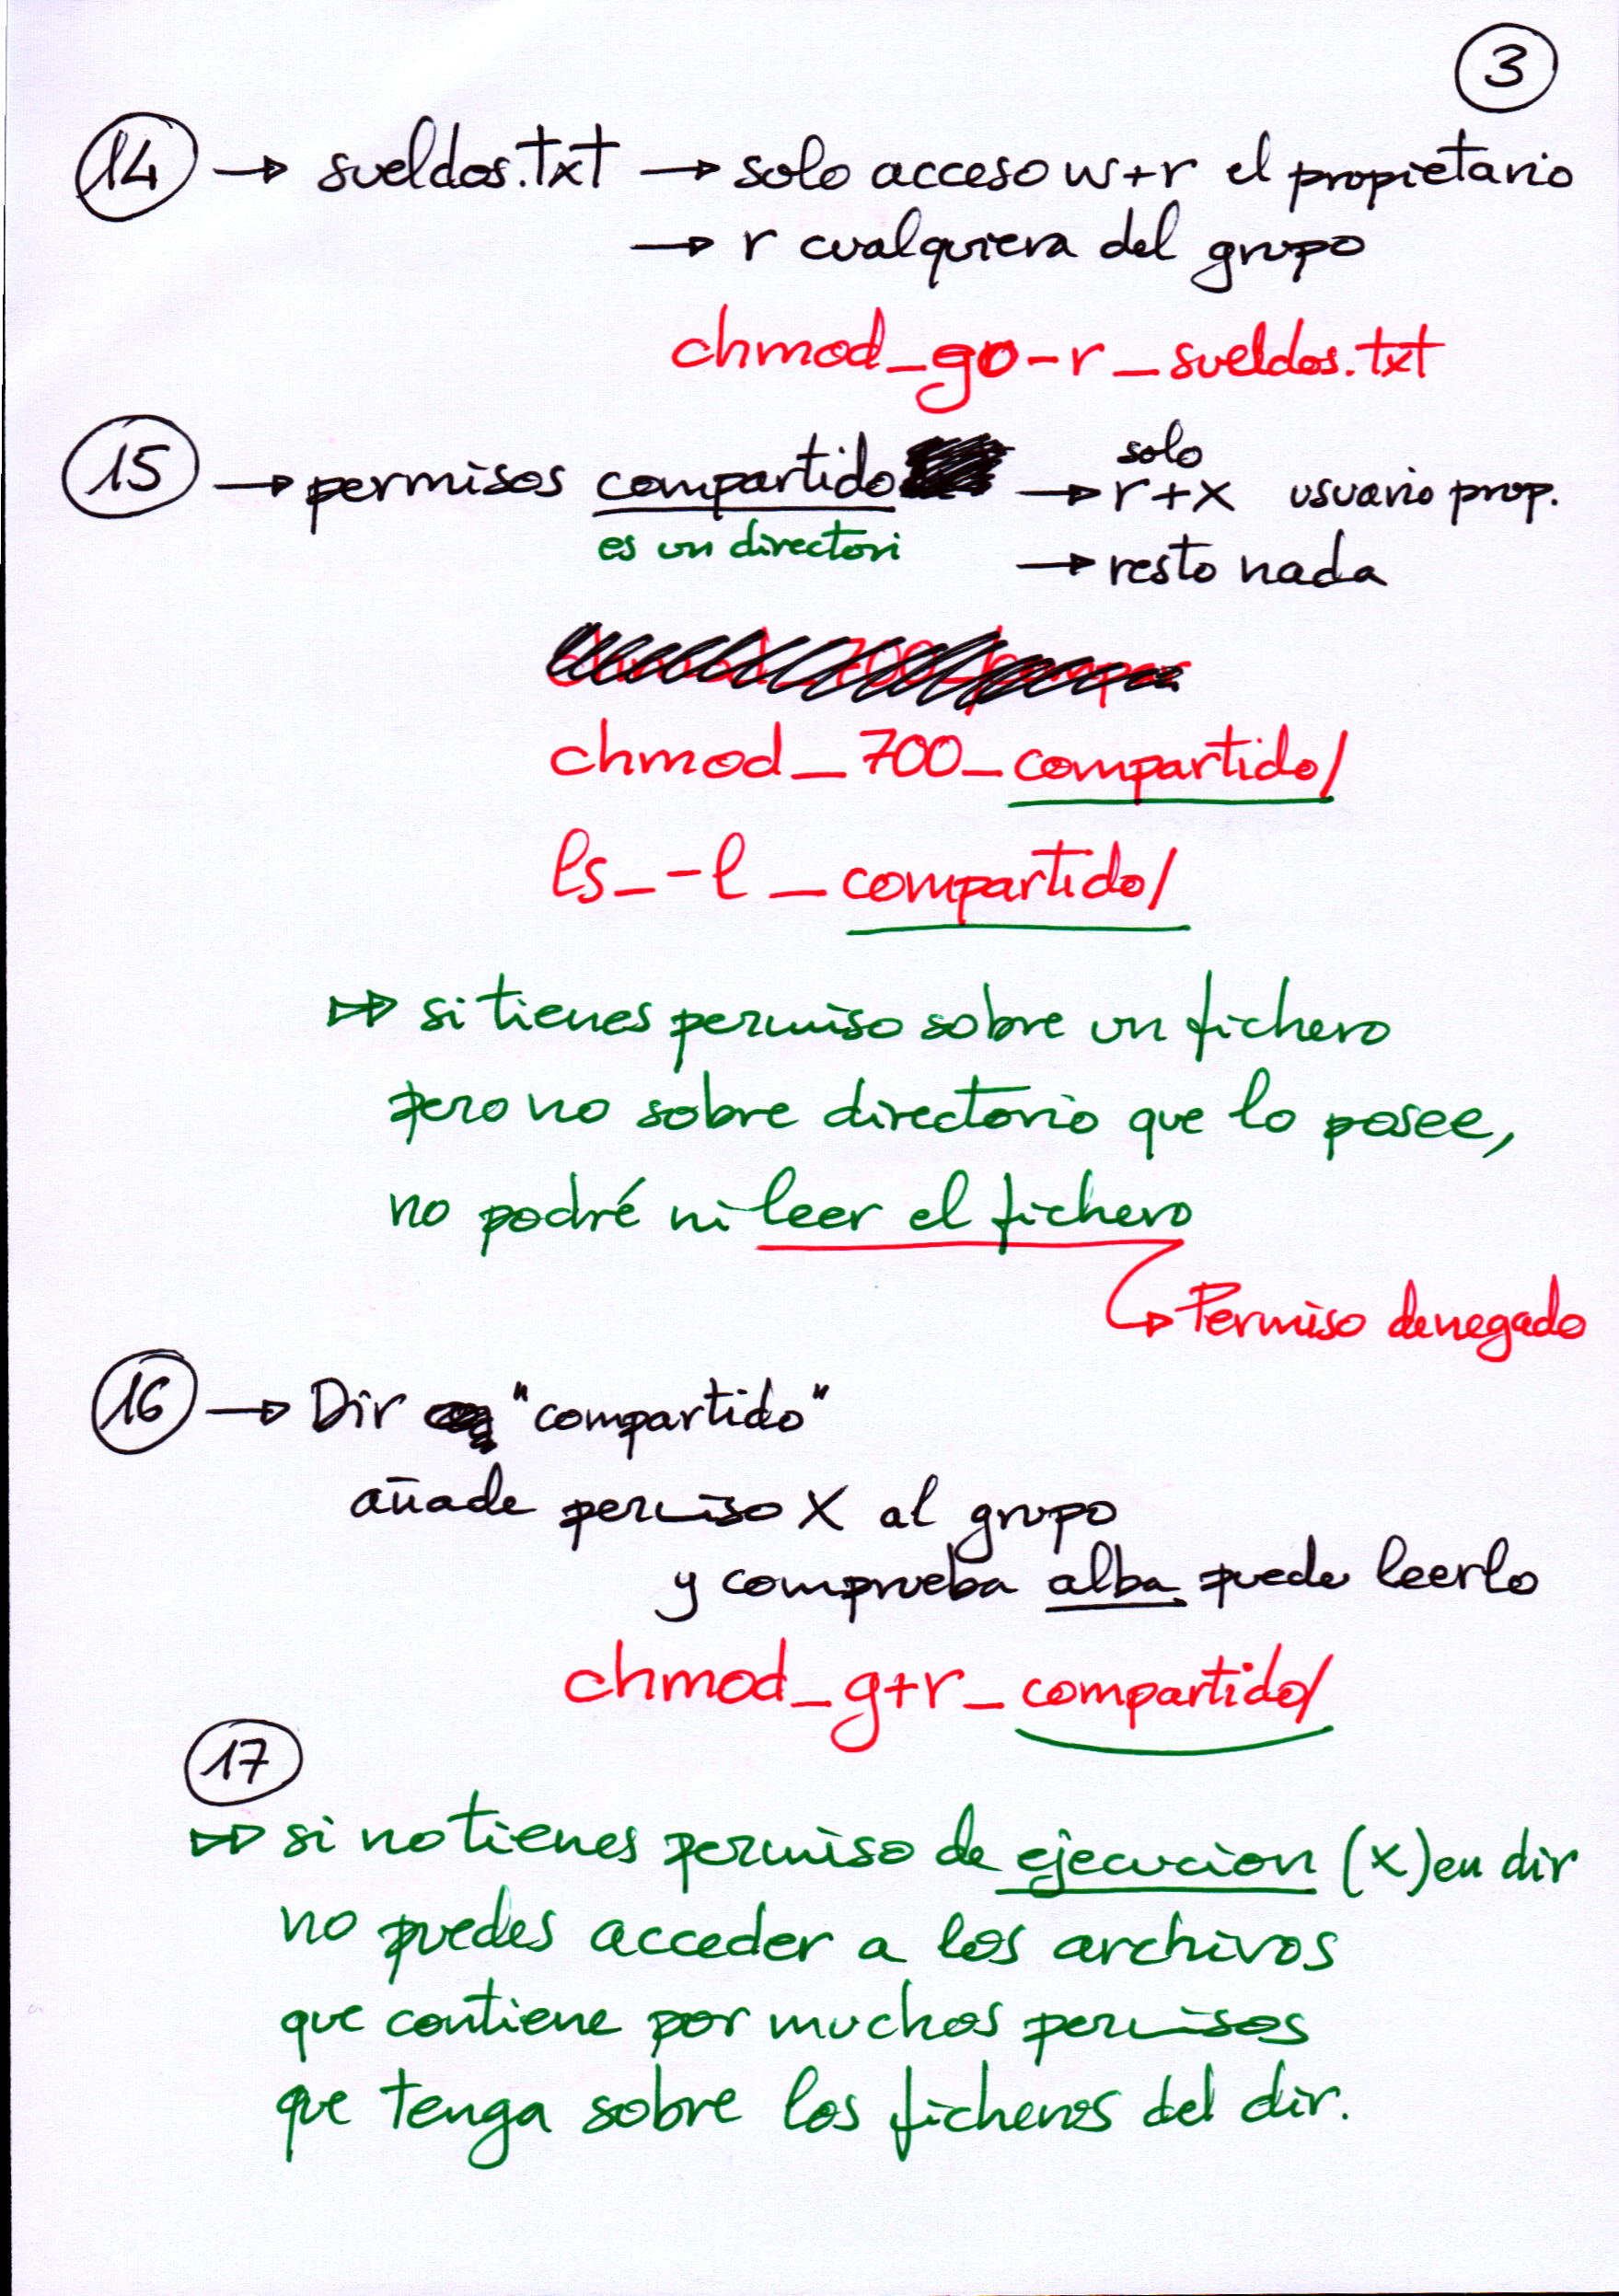 3
14 → sueldos.txt → solo acceso w+r el propietario
→ r cualquiera del grupo
chmod_go-r_sueldos.txt
15 → permisos compartido → solo r+x usuario prop.
es un directori
→ resto nada
chmod_700_compartido/
ls_-l_compartido/
▷▷ si tienes permiso sobre un fichero
pero no sobre directorio que lo posee,
no podré ni leer el fichero
↳ Permiso denegado
16 → Dir "compartido"
añade permiso X al grupo
y comprueba alba puede leerlo
chmod_g+r_compartido/
17
▷▷ si no tienes permiso de ejecucion (x) en dir
no puedes acceder a los archivos
que contiene por muchos permisos
que tenga sobre los ficheros del dir.